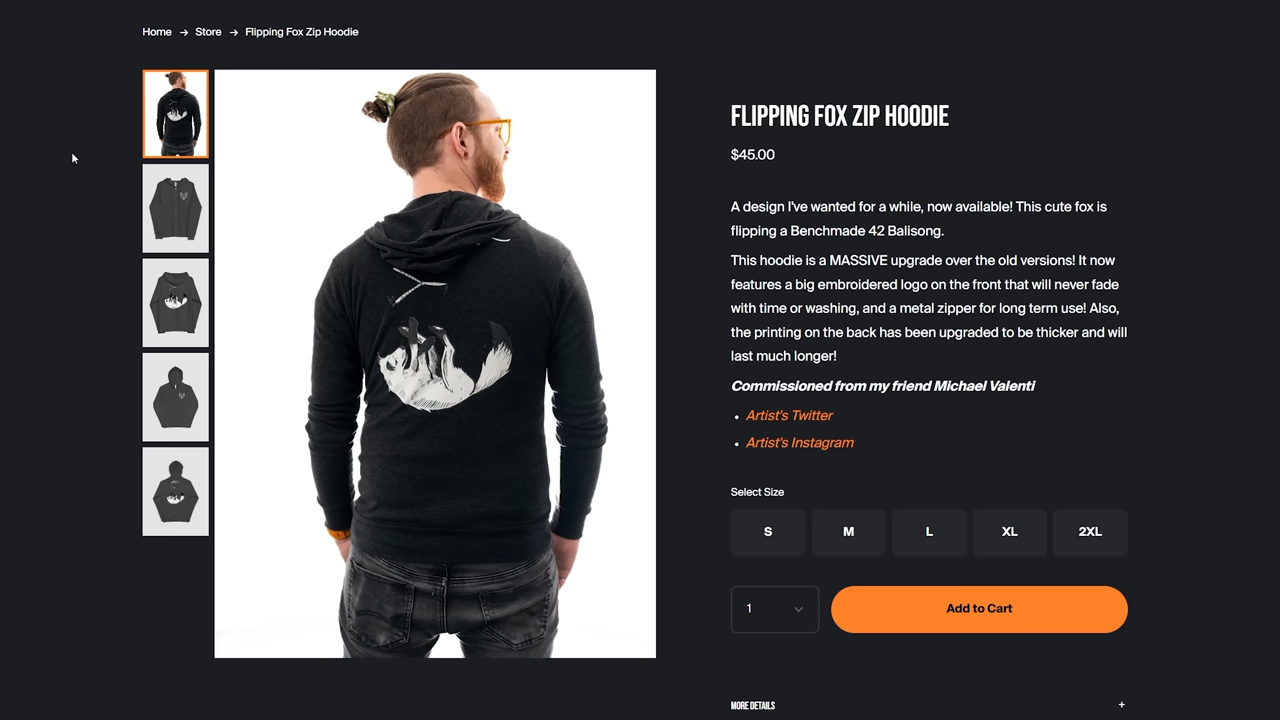 Home → Store → Flipping Fox Zip Hoodie
FLIPPING FOX ZIP HOODIE
$45.00
A design I've wanted for a while, now available! This cute fox is
flipping a Benchmade 42 Balisong.
This hoodie is a MASSIVE upgrade over the old versions! It now
features a big embroidered logo on the front that will never fade
with time or washing, and a metal zipper for long term use! Also,
the printing on the back has been upgraded to be thicker and will
last much longer!
Commissioned from my friend Michael Valenti
• Artist's Twitter
• Artist's Instagram
Select Size
S M L XL 2XL
1 Add to Cart
MORE DETAILS +